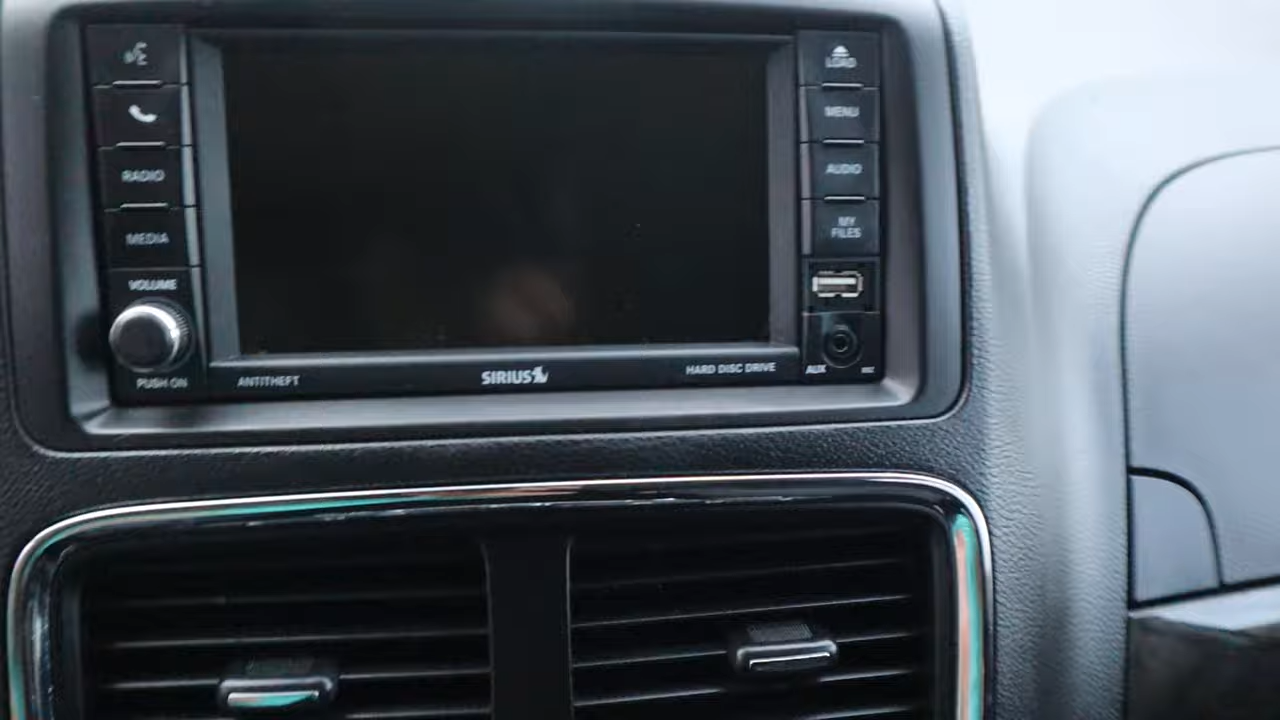 RADIO
MEDIA
VOLUME
PUSH ON
ANTITHEFT
SIRIUS
HARD DISC DRIVE
LOAD
MENU
AUDIO
MY
FILES
AUX